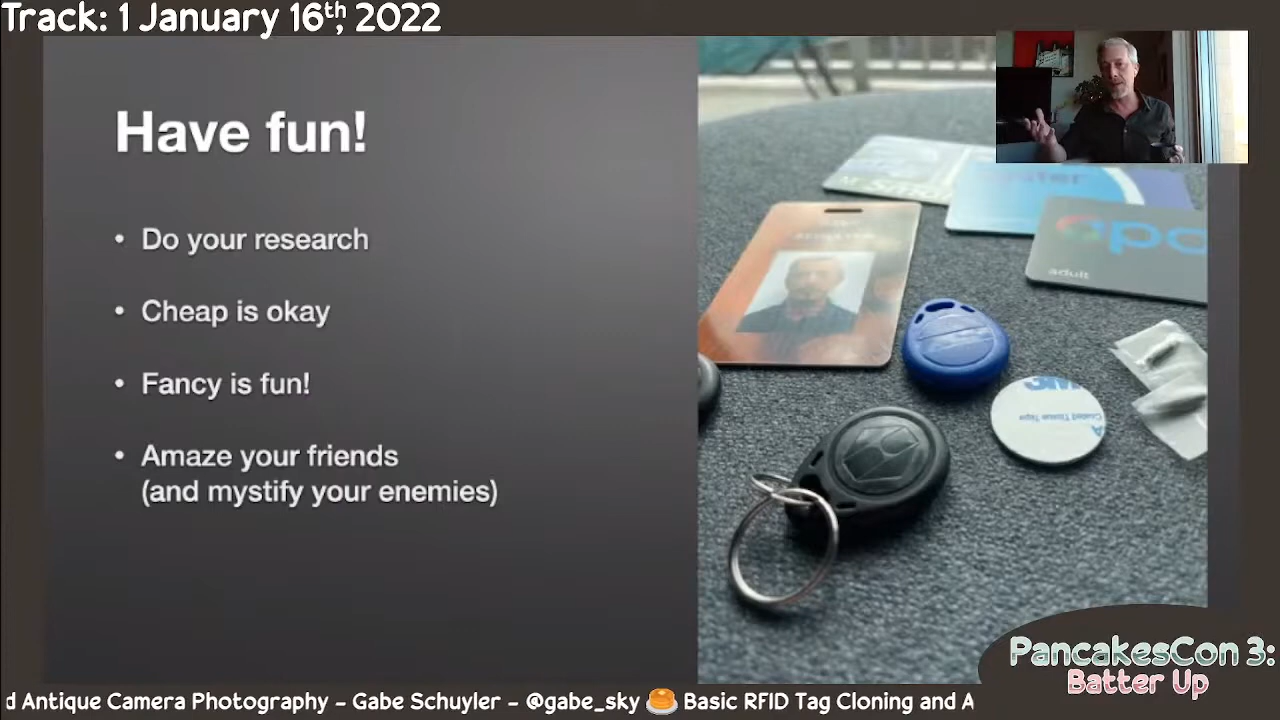 Track: 1 January 16th, 2022
Have fun!
• Do your research
• Cheap is okay
• Fancy is fun!
• Amaze your friends
(and mystify your enemies)
adult
PancakesCon 3:
Batter Up
d Antique Camera Photography - Gabe Schuyler - @gabe_sky 🥞 Basic RFID Tag Cloning and A